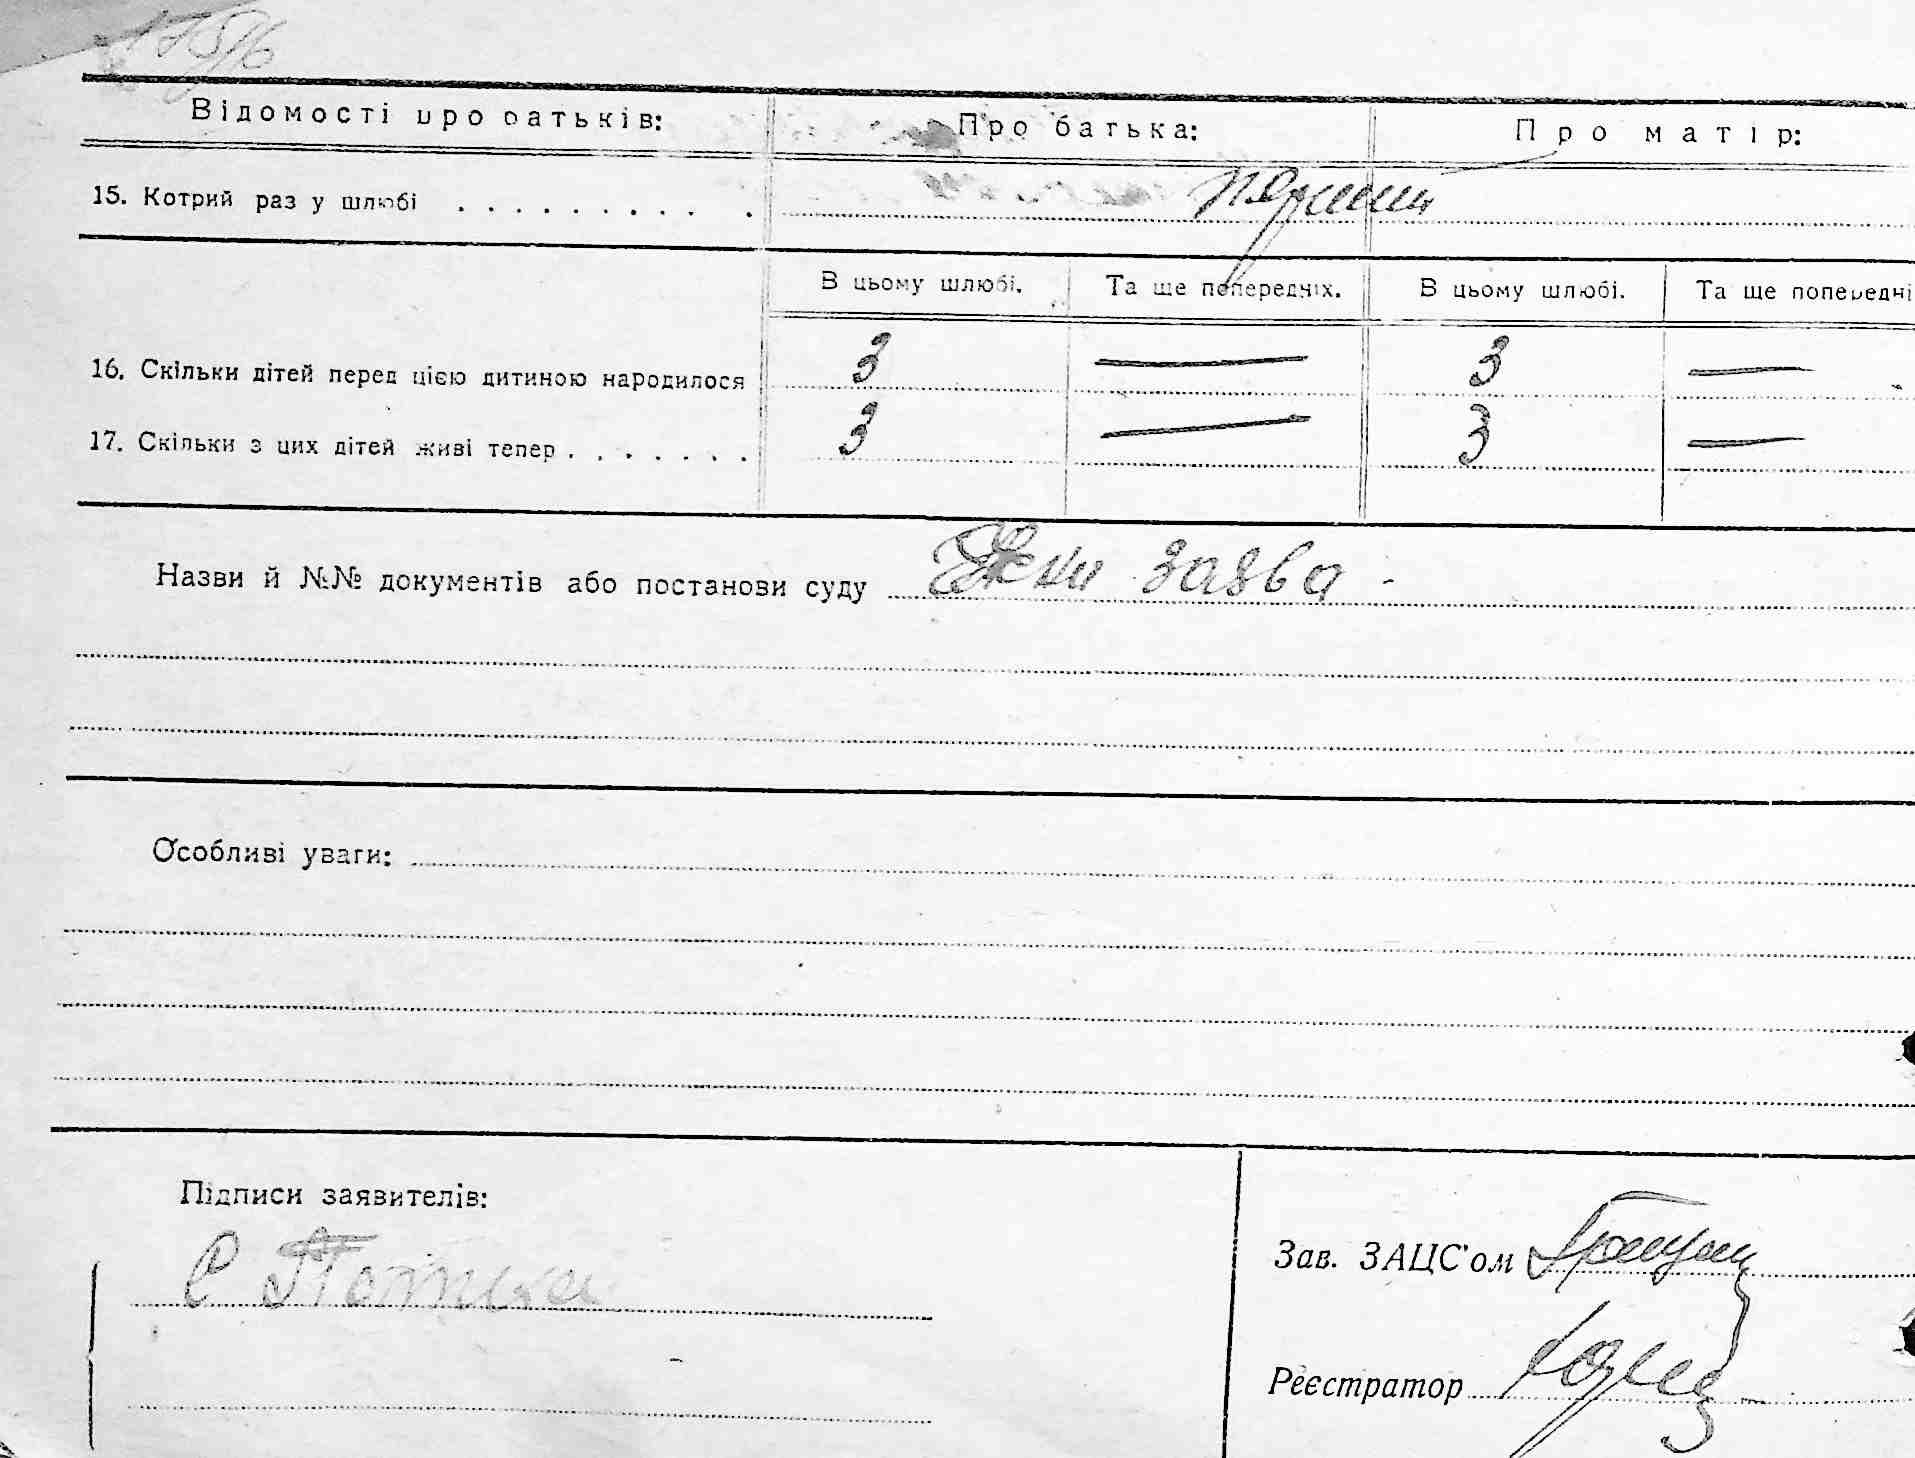 Відомості про батьків:
Про батька:
Про матір:
15. Котрий раз у шлюбі . . . . . . . . . .
В цьому шлюбі.
Та ще попередніх.
В цьому шлюбі.
Та ще попередні
16. Скільки дітей перед цією дитиною народилося 3 — 3 —
17. Скільки з цих дітей живі тепер . . . . . . . 3 — 3 —
Назви й №№ документів або постанови суду заява -
Особливі уваги:
Підписи заявителів:
Зав. ЗАЦС'ом
Реєстратор